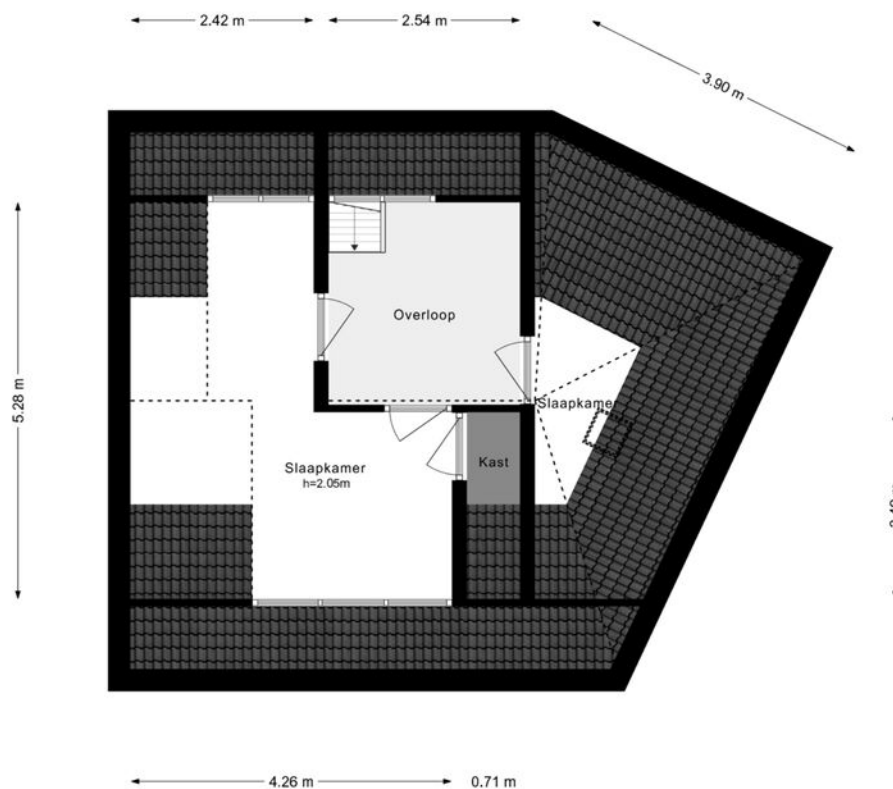 2.42 m
2.54 m
3.90 m
5.28 m
Overloop
Slaapkamer
Slaapkamer
h=2.05m
Kast
4.26 m
0.71 m